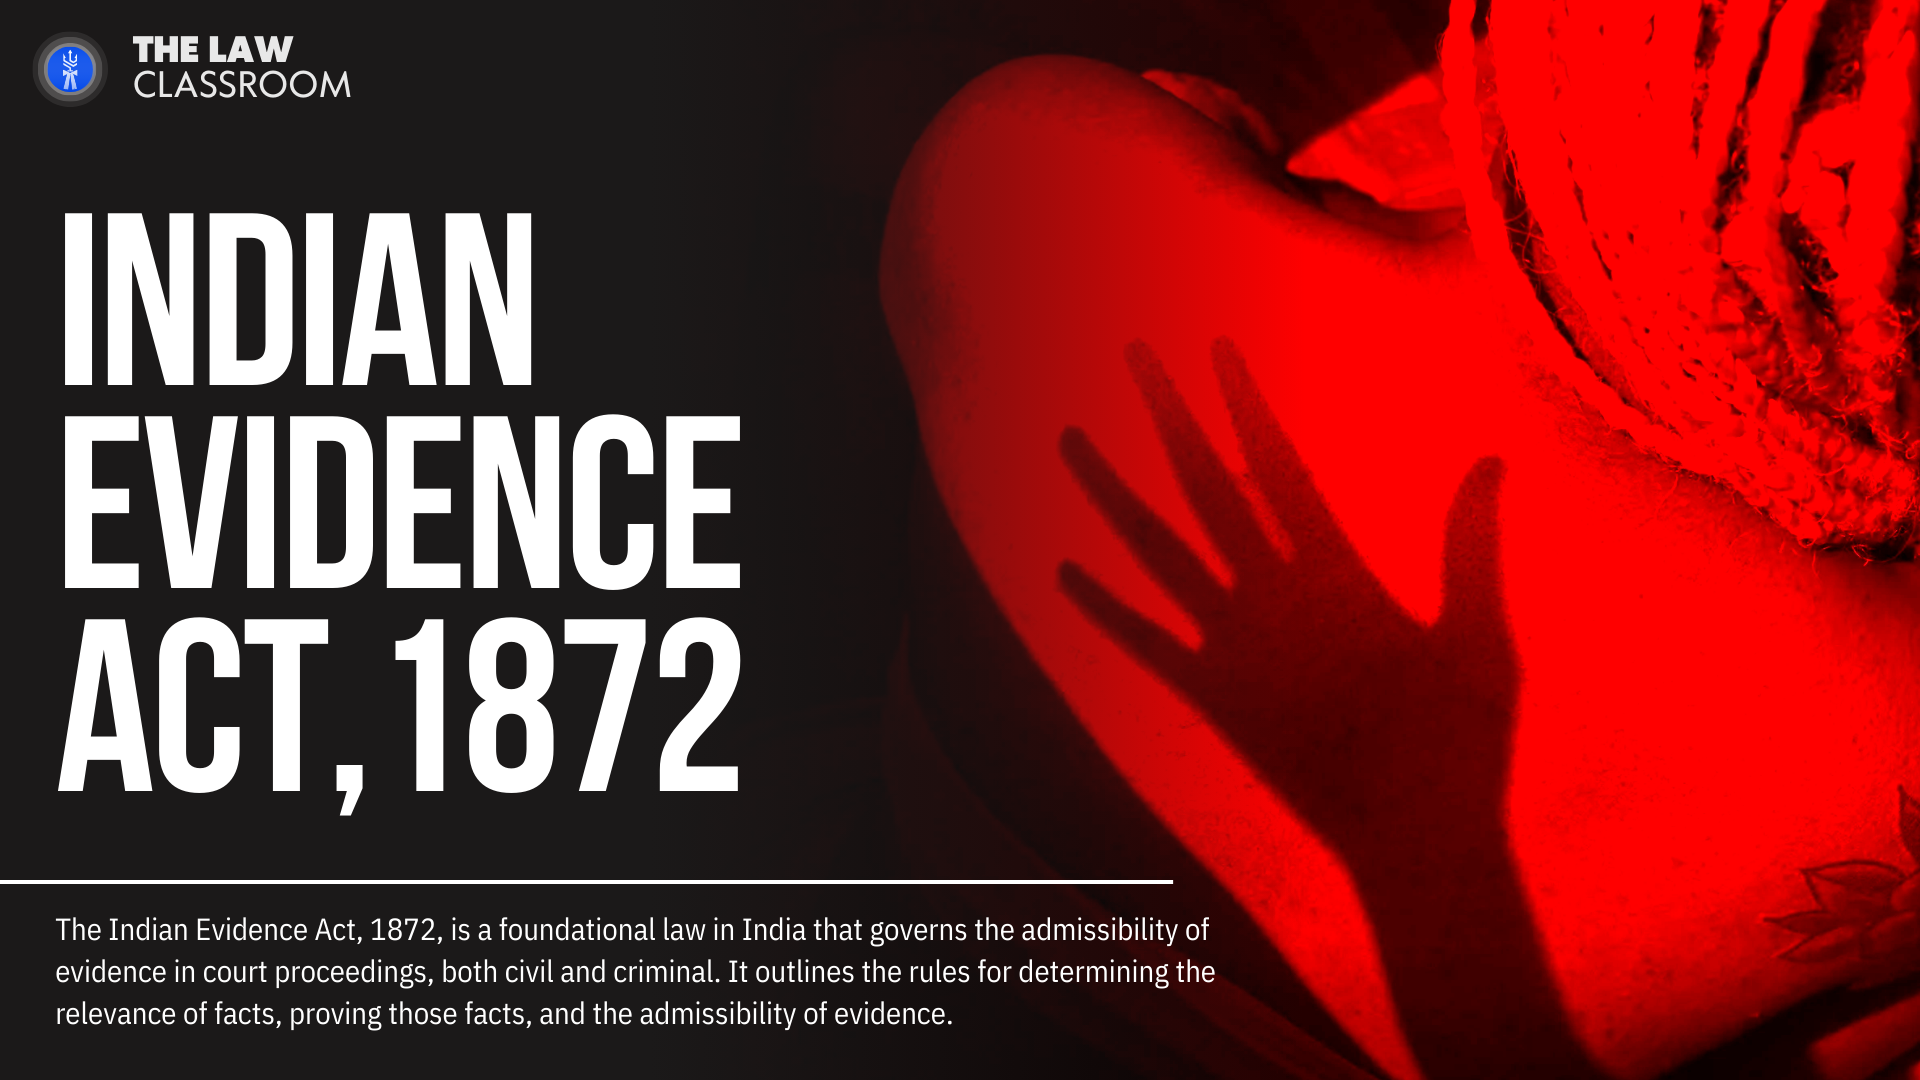 THE LAW
CLASSROOM
INDIAN
EVIDENCE
ACT, 1872
The Indian Evidence Act, 1872, is a foundational law in India that governs the admissibility of
evidence in court proceedings, both civil and criminal. It outlines the rules for determining the
relevance of facts, proving those facts, and the admissibility of evidence.